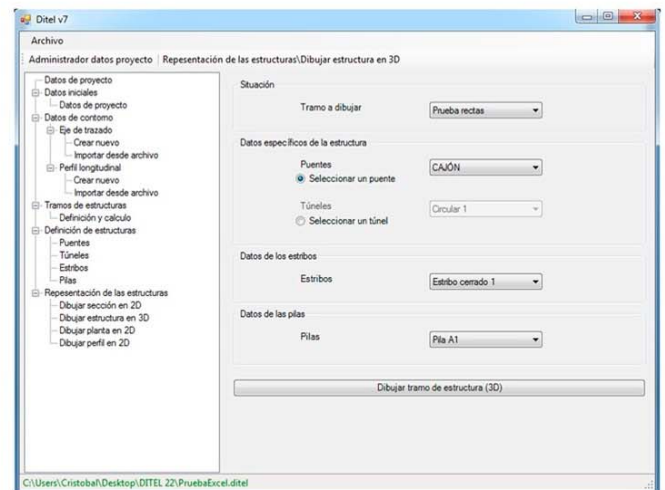 Ditel v7
Archivo
Administrador datos proyecto Representación de las estructuras\Dibujar estructura en 3D
Datos de proyecto
Datos iniciales
Datos de proyecto
Datos de contorno
Eje de trazado
Crear nuevo
Importar desde archivo
Perfil longitudinal
Crear nuevo
Importar desde archivo
Tramos de estructuras
Definición y calculo
Definición de estructuras
Puentes
Túneles
Estribos
Pilas
Representación de las estructuras
Dibujar sección en 2D
Dibujar estructura en 3D
Dibujar planta en 2D
Dibujar perfil en 2D
Situación
Tramo a dibujar Prueba rectas
Datos específicos de la estructura
Puentes CAJÓN
Seleccionar un puente
Túneles Circular 1
Seleccionar un túnel
Datos de los estribos
Estribos Estribo cerrado 1
Datos de las pilas
Pilas Pila A1
Dibujar tramo de estructura (3D)
C:\Users\Cristobal\Desktop\DITEL 22\PruebaExcel.ditel